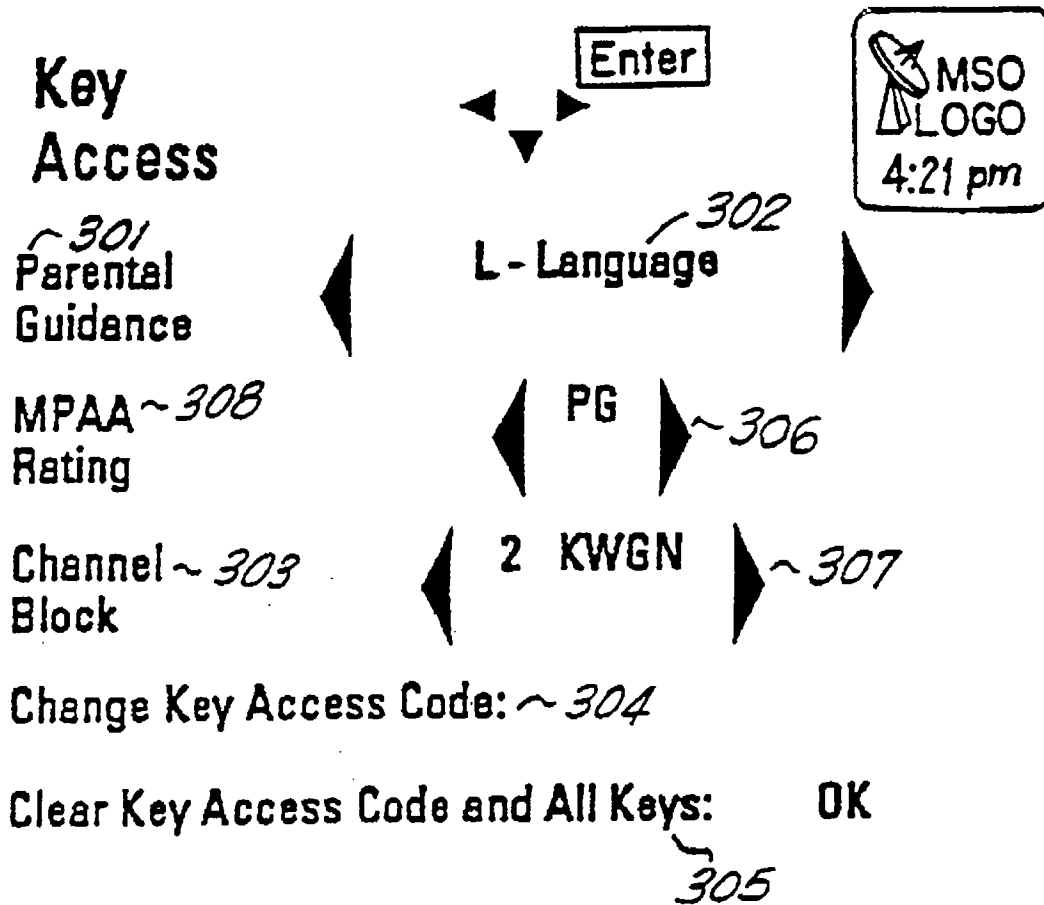 Key
Access
Enter
MSO
LOGO
4:21 pm
301
Parental
Guidance
L - Language
302
MPAA ~ 308
Rating
PG
~ 306
Channel ~ 303
Block
2 KWGN
~ 307
Change Key Access Code: ~ 304
Clear Key Access Code and All Keys: OK
305